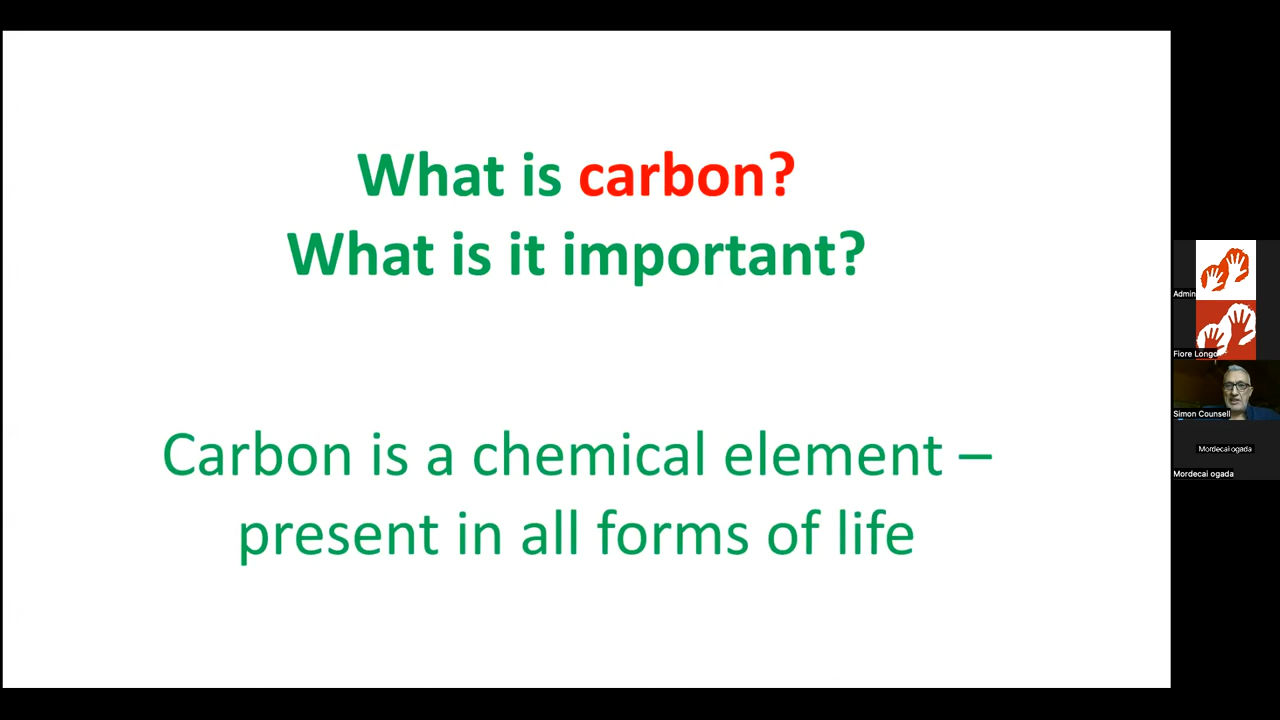 What is carbon?
What is it important?
Carbon is a chemical element –
present in all forms of life
Admin
Fiore Longo
Simon Counsell
Mordecai ogada
Mordecai ogada